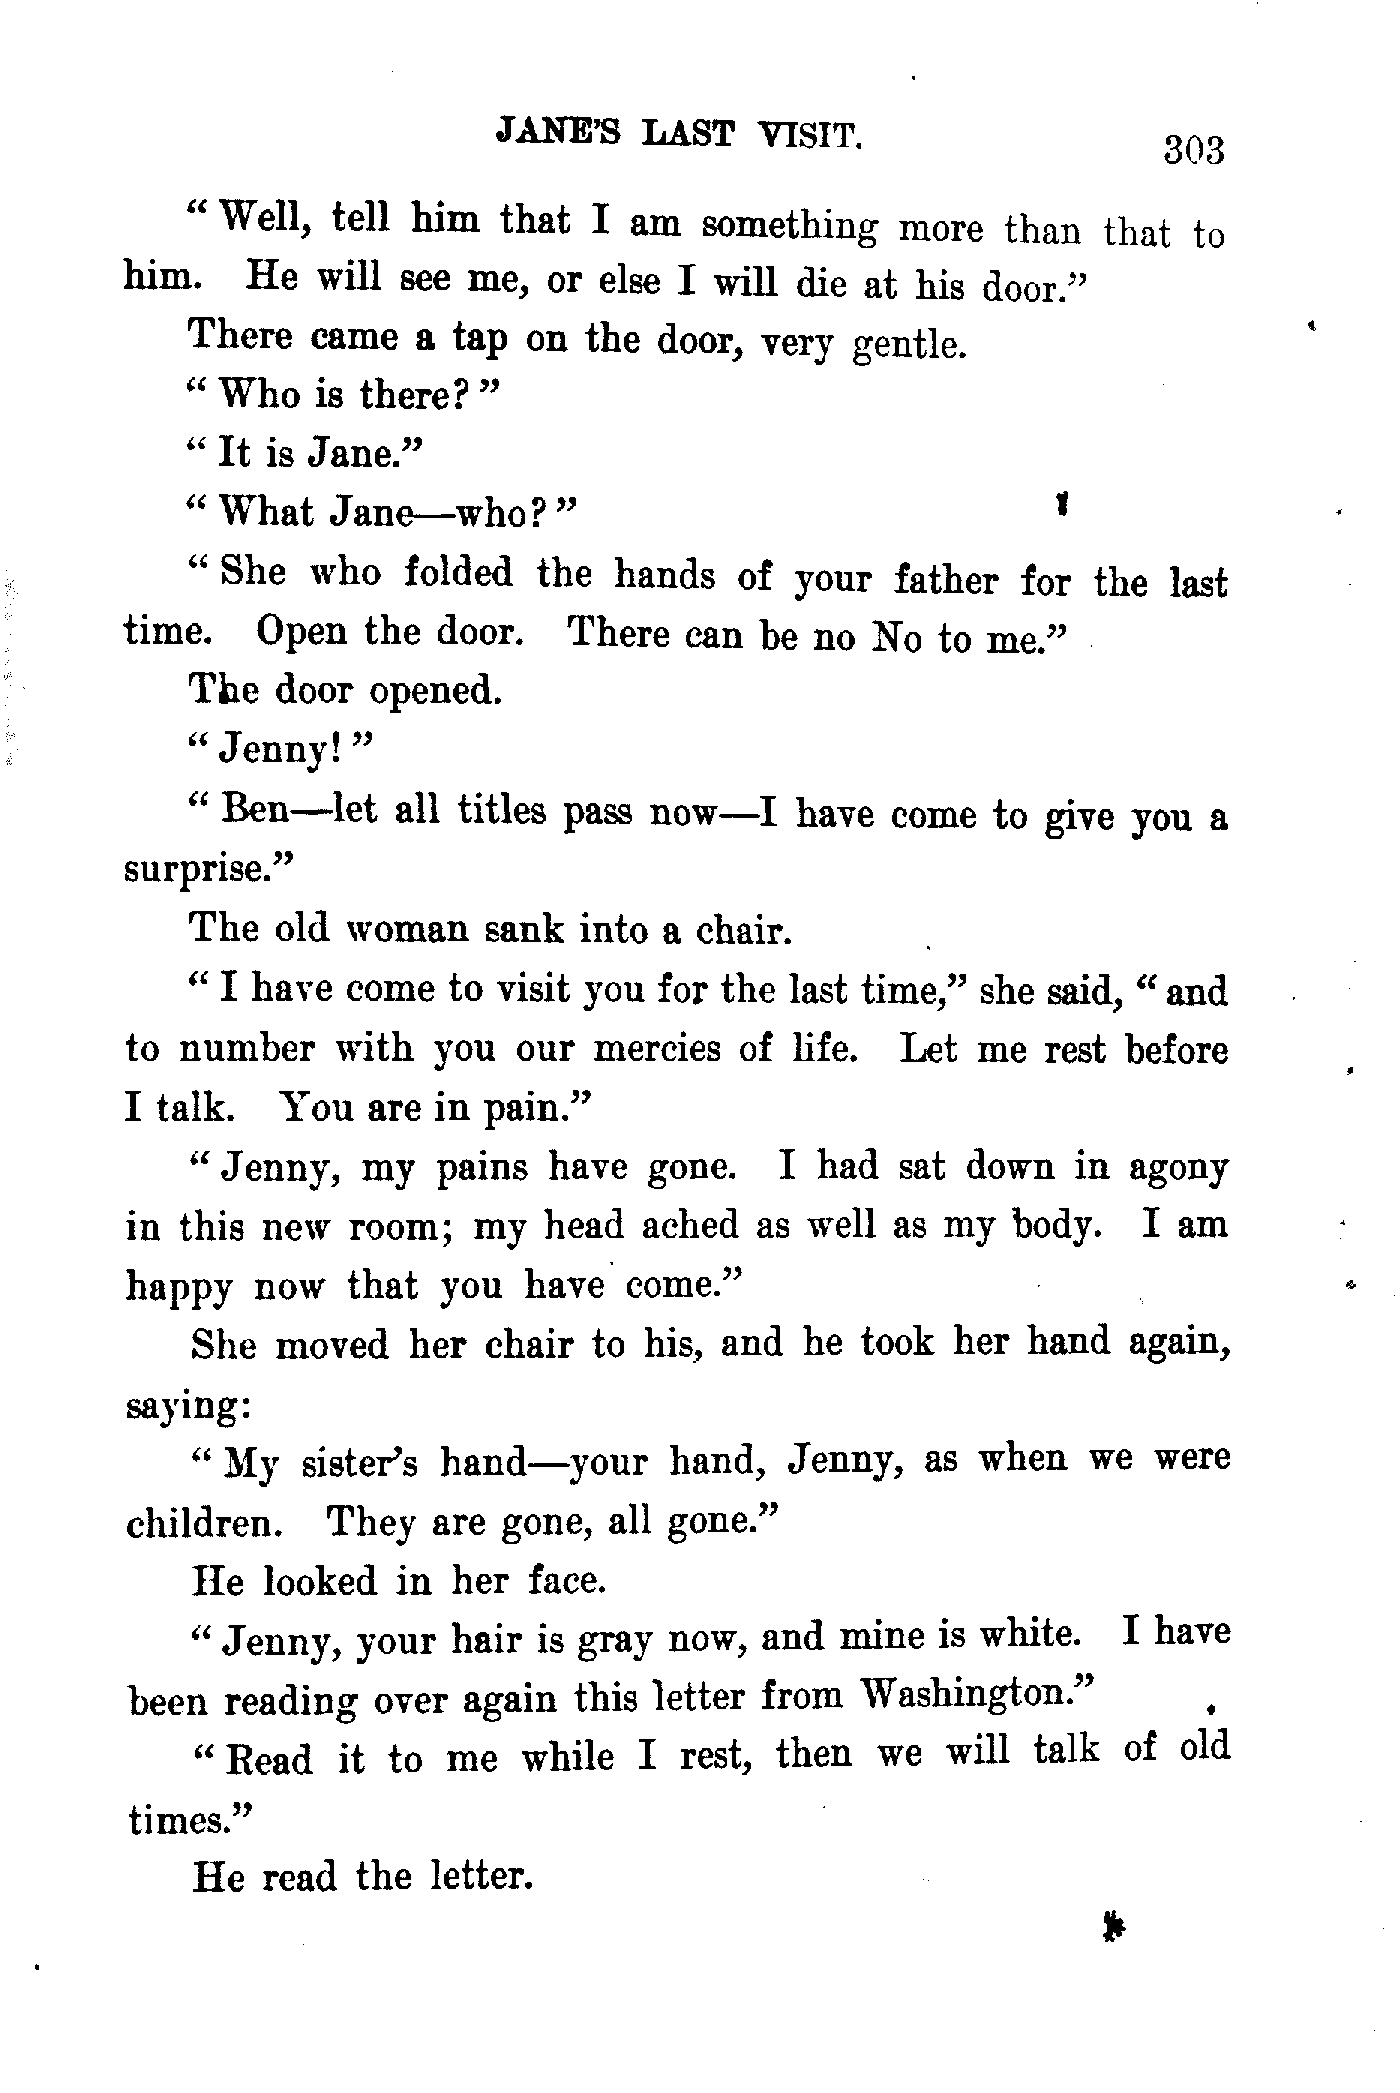 JANE'S LAST VISIT. 303
“ Well, tell him that I am something more than that to
him. He will see me, or else I will die at his door.”
There came a tap on the door, very gentle.
“ Who is there? ”
“ It is Jane.”
“ What Jane—who? ”
“ She who folded the hands of your father for the last
time. Open the door. There can be no No to me.”
The door opened.
“ Jenny! ”
“ Ben—let all titles pass now—I have come to give you a
surprise.”
The old woman sank into a chair.
“ I have come to visit you for the last time,” she said, “ and
to number with you our mercies of life. Let me rest before
I talk. You are in pain.”
“ Jenny, my pains have gone. I had sat down in agony
in this new room; my head ached as well as my body. I am
happy now that you have come.”
She moved her chair to his, and he took her hand again,
saying:
“ My sister's hand—your hand, Jenny, as when we were
children. They are gone, all gone.”
He looked in her face.
“ Jenny, your hair is gray now, and mine is white. I have
been reading over again this letter from Washington.”
“ Read it to me while I rest, then we will talk of old
times.”
He read the letter.